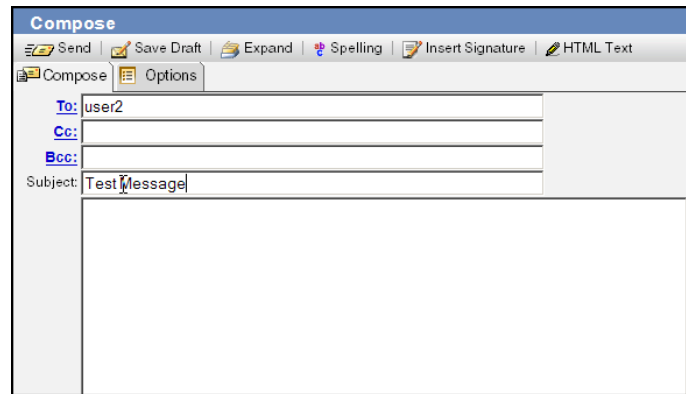 Compose
Send | Save Draft | Expand | Spelling | Insert Signature | HTML Text
Compose Options
To: user2
Cc:
Bcc:
Subject: Test Message